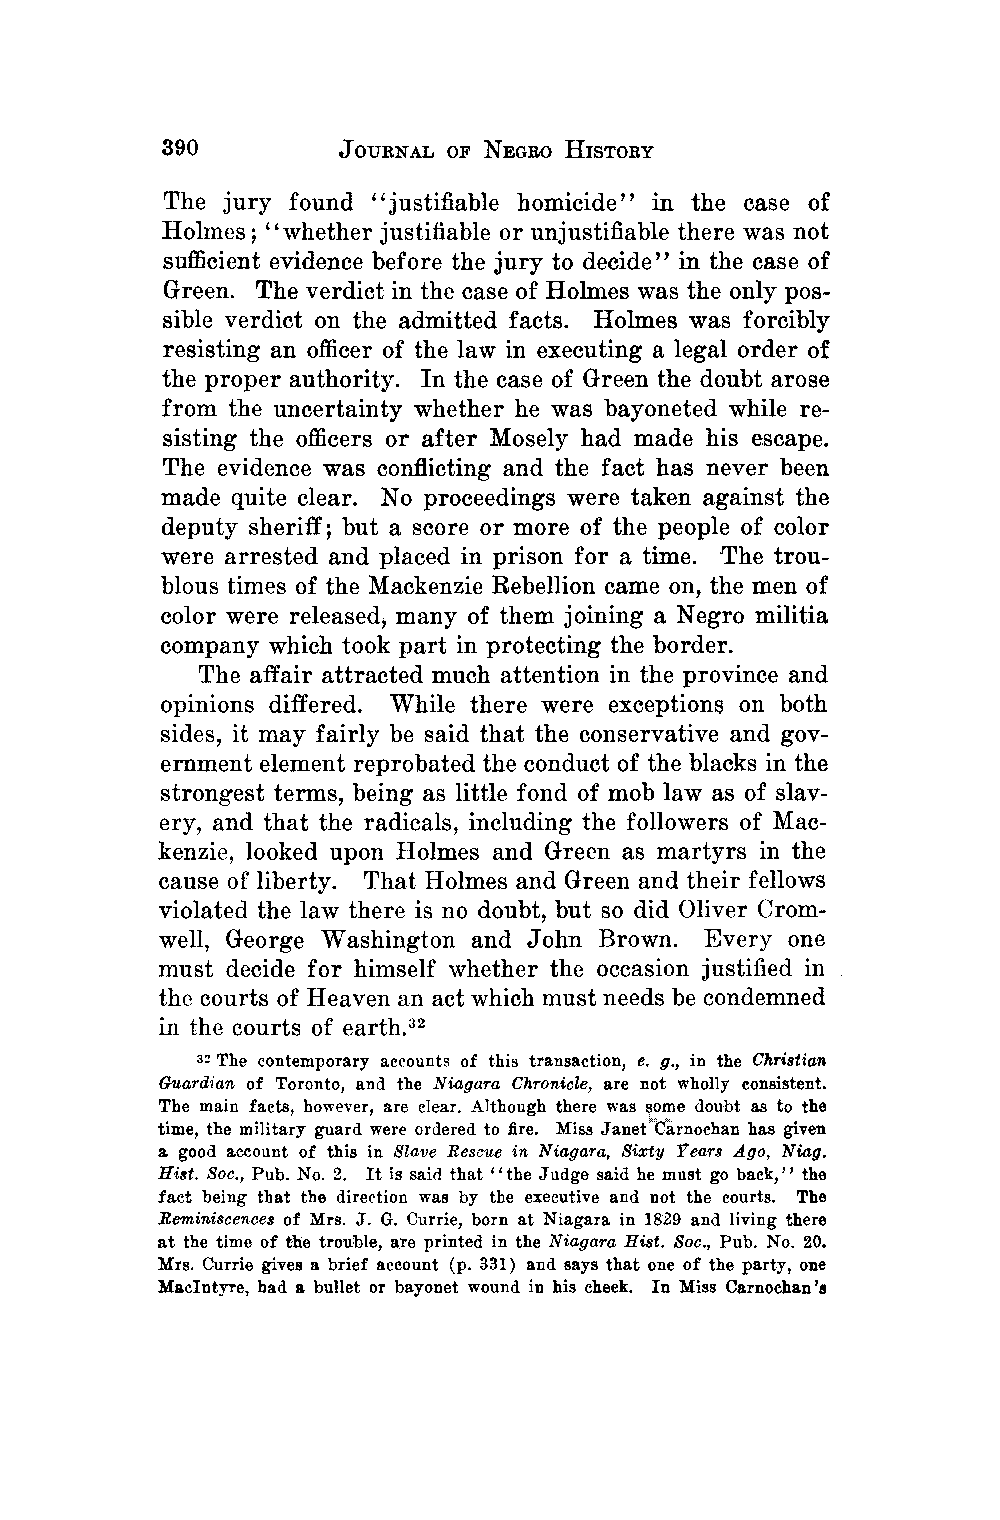 390 JOURNAL OF NEGRO HISTORY
The jury found ‘‘justifiable homicide’’ in the case of
Holmes; ‘‘whether justifiable or unjustifiable there was not
sufficient evidence before the jury to decide’’ in the case of
Green. The verdict in the case of Holmes was the only pos-
sible verdict on the admitted facts. Holmes was forcibly
resisting an officer of the law in executing a legal order of
the proper authority. In the case of Green the doubt arose
from the uncertainty whether he was bayoneted while re-
sisting the officers or after Mosely had made his escape.
The evidence was conflicting and the fact has never been
made quite clear. No proceedings were taken against the
deputy sheriff; but a score or more of the people of color
were arrested and placed in prison for a time. The trou-
blous times of the Mackenzie Rebellion came on, the men of
color were released, many of them joining a Negro militia
company which took part in protecting the border.
The affair attracted much attention in the province and
opinions differed. While there were exceptions on both
sides, it may fairly be said that the conservative and gov-
ernment element reprobated the conduct of the blacks in the
strongest terms, being as little fond of mob law as of slav-
ery, and that the radicals, including the followers of Mac-
kenzie, looked upon Holmes and Green as martyrs in the
cause of liberty. That Holmes and Green and their fellows
violated the law there is no doubt, but so did Oliver Crom-
well, George Washington and John Brown. Every one
must decide for himself whether the occasion justified in
the courts of Heaven an act which must needs be condemned
in the courts of earth.³²
³² The contemporary accounts of this transaction, e. g., in the Christian
Guardian of Toronto, and the Niagara Chronicle, are not wholly consistent.
The main facts, however, are clear. Although there was some doubt as to the
time, the military guard were ordered to fire. Miss Janet Carnochan has given
a good account of this in Slave Rescue in Niagara, Sixty Years Ago, Niag.
Hist. Soc., Pub. No. 2. It is said that ‘‘the Judge said he must go back,’’ the
fact being that the direction was by the executive and not the courts. The
Reminiscences of Mrs. J. G. Currie, born at Niagara in 1829 and living there
at the time of the trouble, are printed in the Niagara Hist. Soc., Pub. No. 20.
Mrs. Currie gives a brief account (p. 331) and says that one of the party, one
MacIntyre, had a bullet or bayonet wound in his cheek. In Miss Carnochan's